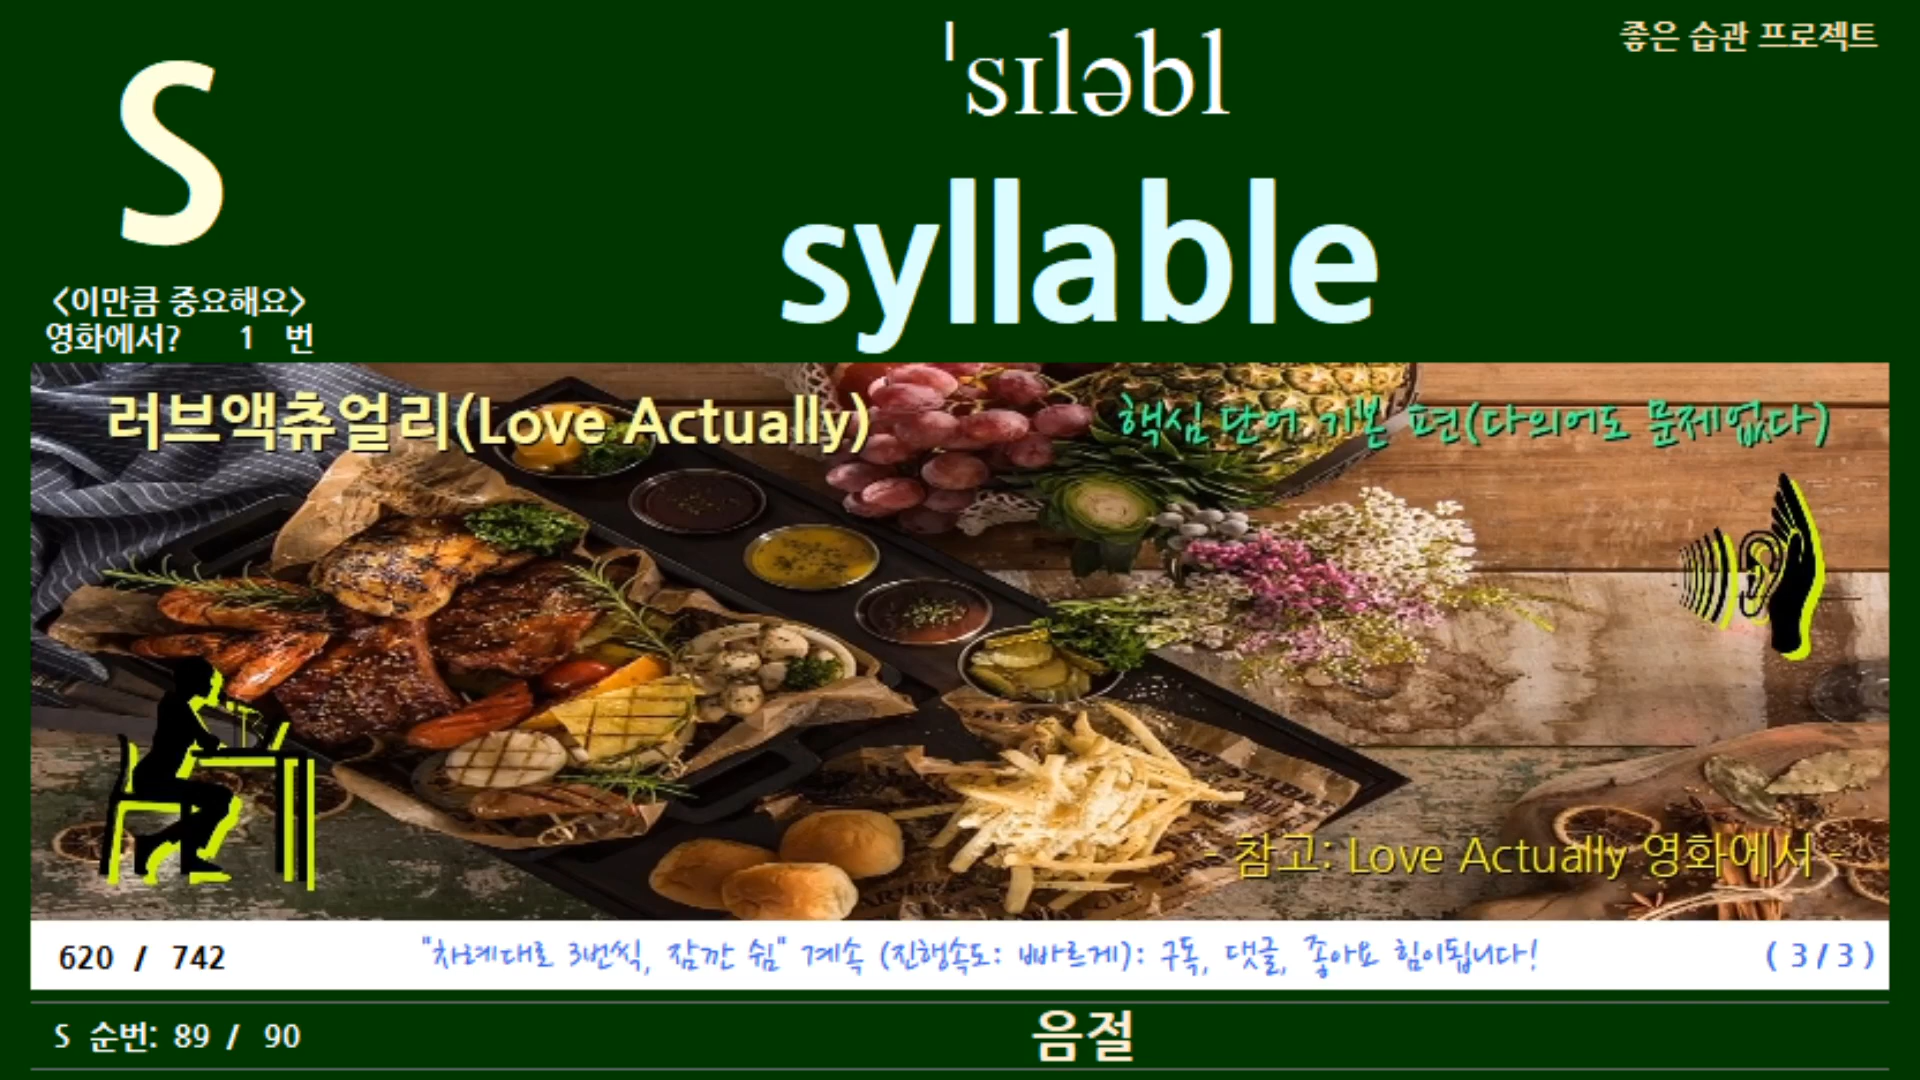 좋은 습관 프로젝트
S
ˈsɪləbl
syllable
<이만큼 중요해요>
영화에서? 1 번
러브액츄얼리(Love Actually)
핵심 단어 기본 편(다의어도 문제없다)
- 참고: Love Actually 영화에서 -
620 / 742
"차례대로 3번씩, 잠깐 쉼" 계속 (진행속도: 빠르게): 구독, 댓글, 좋아요 힘이됩니다!
( 3 / 3 )
S 순번: 89 / 90
음절